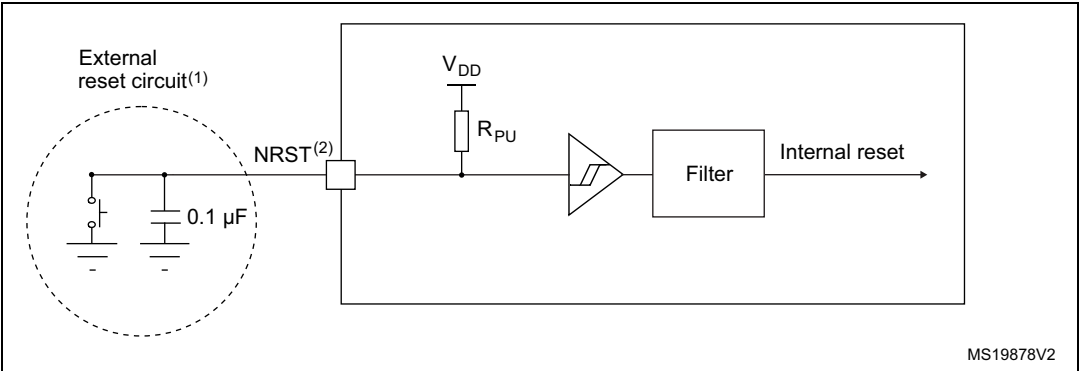 External
reset circuit(1)
VDD
RPU
NRST(2)
Filter
Internal reset
0.1 µF
MS19878V2